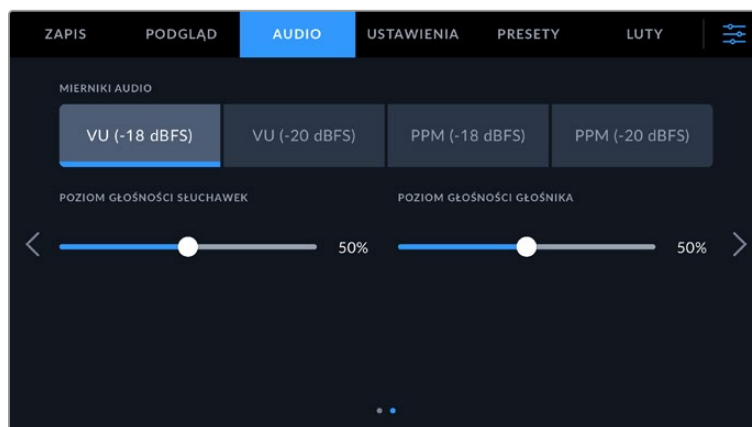 ZAPIS PODGLĄD AUDIO USTAWIENIA PRESETY LUTY
MIERNIKI AUDIO
VU (-18 dBFS) VU (-20 dBFS) PPM (-18 dBFS) PPM (-20 dBFS)
POZIOM GŁOŚNOŚCI SŁUCHAWEK POZIOM GŁOŚNOŚCI GŁOŚNIKA
50% 50%